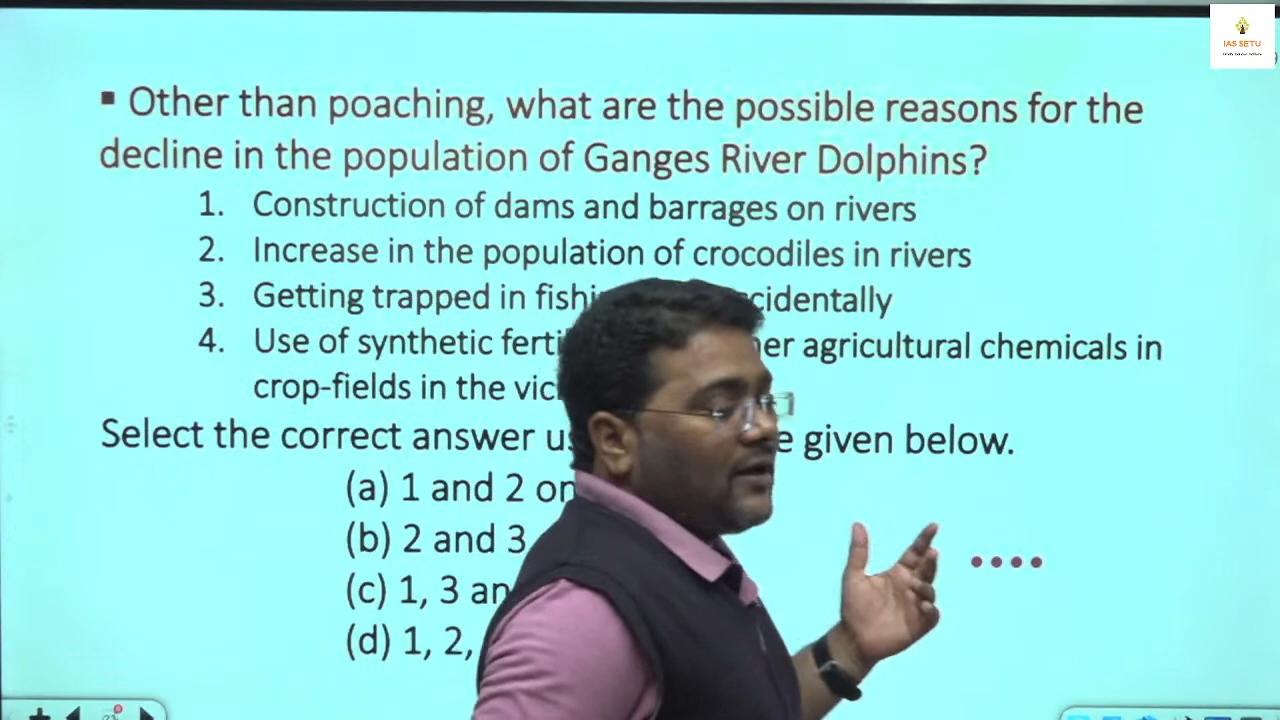 IAS SETU
▪ Other than poaching, what are the possible reasons for the
decline in the population of Ganges River Dolphins?
1. Construction of dams and barrages on rivers
2. Increase in the population of crocodiles in rivers
3. Getting trapped in fishi cidentally
4. Use of synthetic ferti er agricultural chemicals in
crop-fields in the vic
Select the correct answer u e given below.
(a) 1 and 2 on
(b) 2 and 3
(c) 1, 3 an
(d) 1, 2,